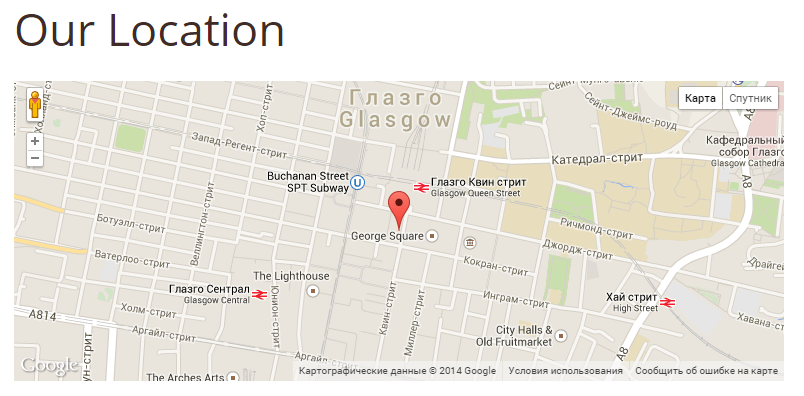 Our Location
Глазго
Glasgow
Карта
Спутник
Сент-Джеймс-роуд
Хоп-стрит
Запад-Регент-стрит
A8
Кафедральный
собор Глазго
Glasgow Cathedral
Катедрал-стрит
Buchanan Street
SPT Subway
U
Глазго Квин стрит
Glasgow Queen Street
A8
Веллингтон-стрит
Ботуэлл-стрит
George Square
Ричмонд-стрит
Джордж-стрит
Ватерлоо-стрит
Кокран-стрит
The Lighthouse
Глазго Сентрал
Glasgow Central
Юнион-стрит
Квин-стрит
Миллер-стрит
Инграм-стрит
Хай стрит
High Street
Холм-стрит
A814
Аргайл-стрит
City Halls &
Old Fruitmarket
Аргайл-
A8
Google
The Arches Arts
Картографические данные © 2014 Google
Условия использования
Сообщить об ошибке на карте